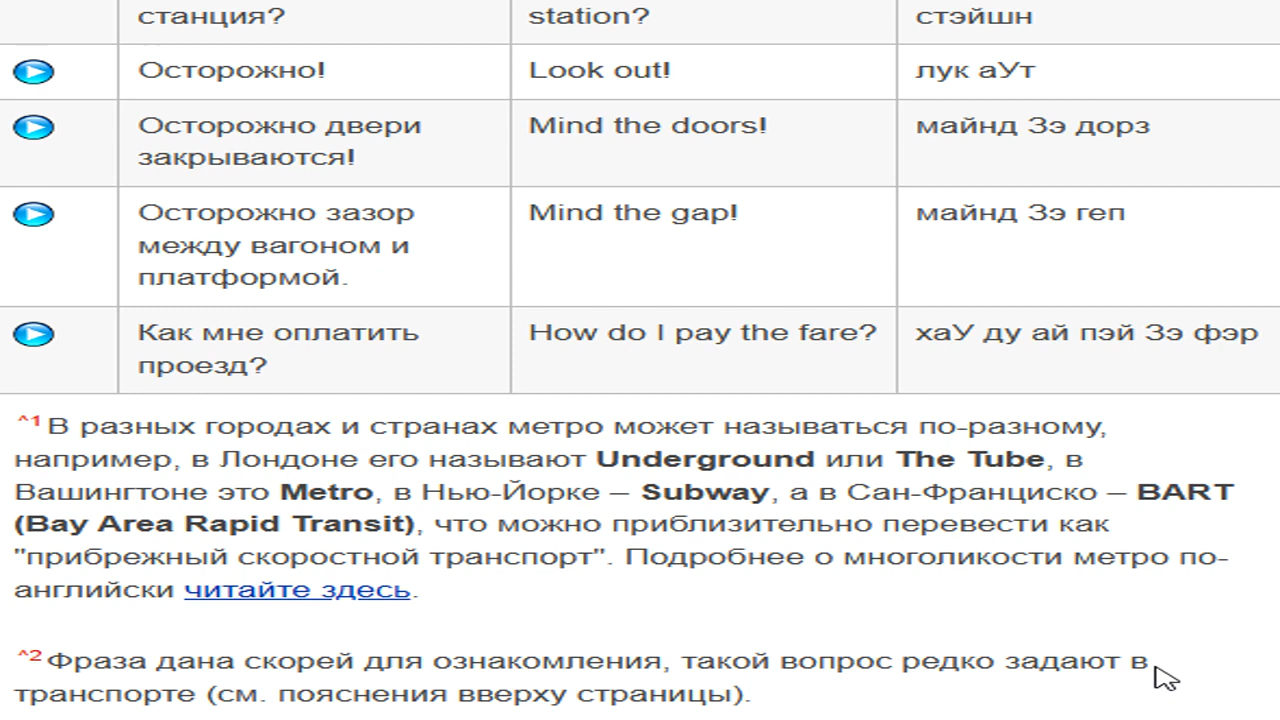 станция? station? стэйшн
Осторожно! Look out! лук аУт
Осторожно двери Mind the doors! майнд Зэ дорз
закрываются!
Осторожно зазор Mind the gap! майнд Зэ геп
между вагоном и
платформой.
Как мне оплатить How do I pay the fare? хаУ ду ай пэй Зэ фэр
проезд?
^1 В разных городах и странах метро может называться по-разному,
например, в Лондоне его называют Underground или The Tube, в
Вашингтоне это Metro, в Нью-Йорке – Subway, а в Сан-Франциско – BART
(Bay Area Rapid Transit), что можно приблизительно перевести как
"прибрежный скоростной транспорт". Подробнее о многоликости метро по-
английски читайте здесь.
^2 Фраза дана скорей для ознакомления, такой вопрос редко задают в
транспорте (см. пояснения вверху страницы).